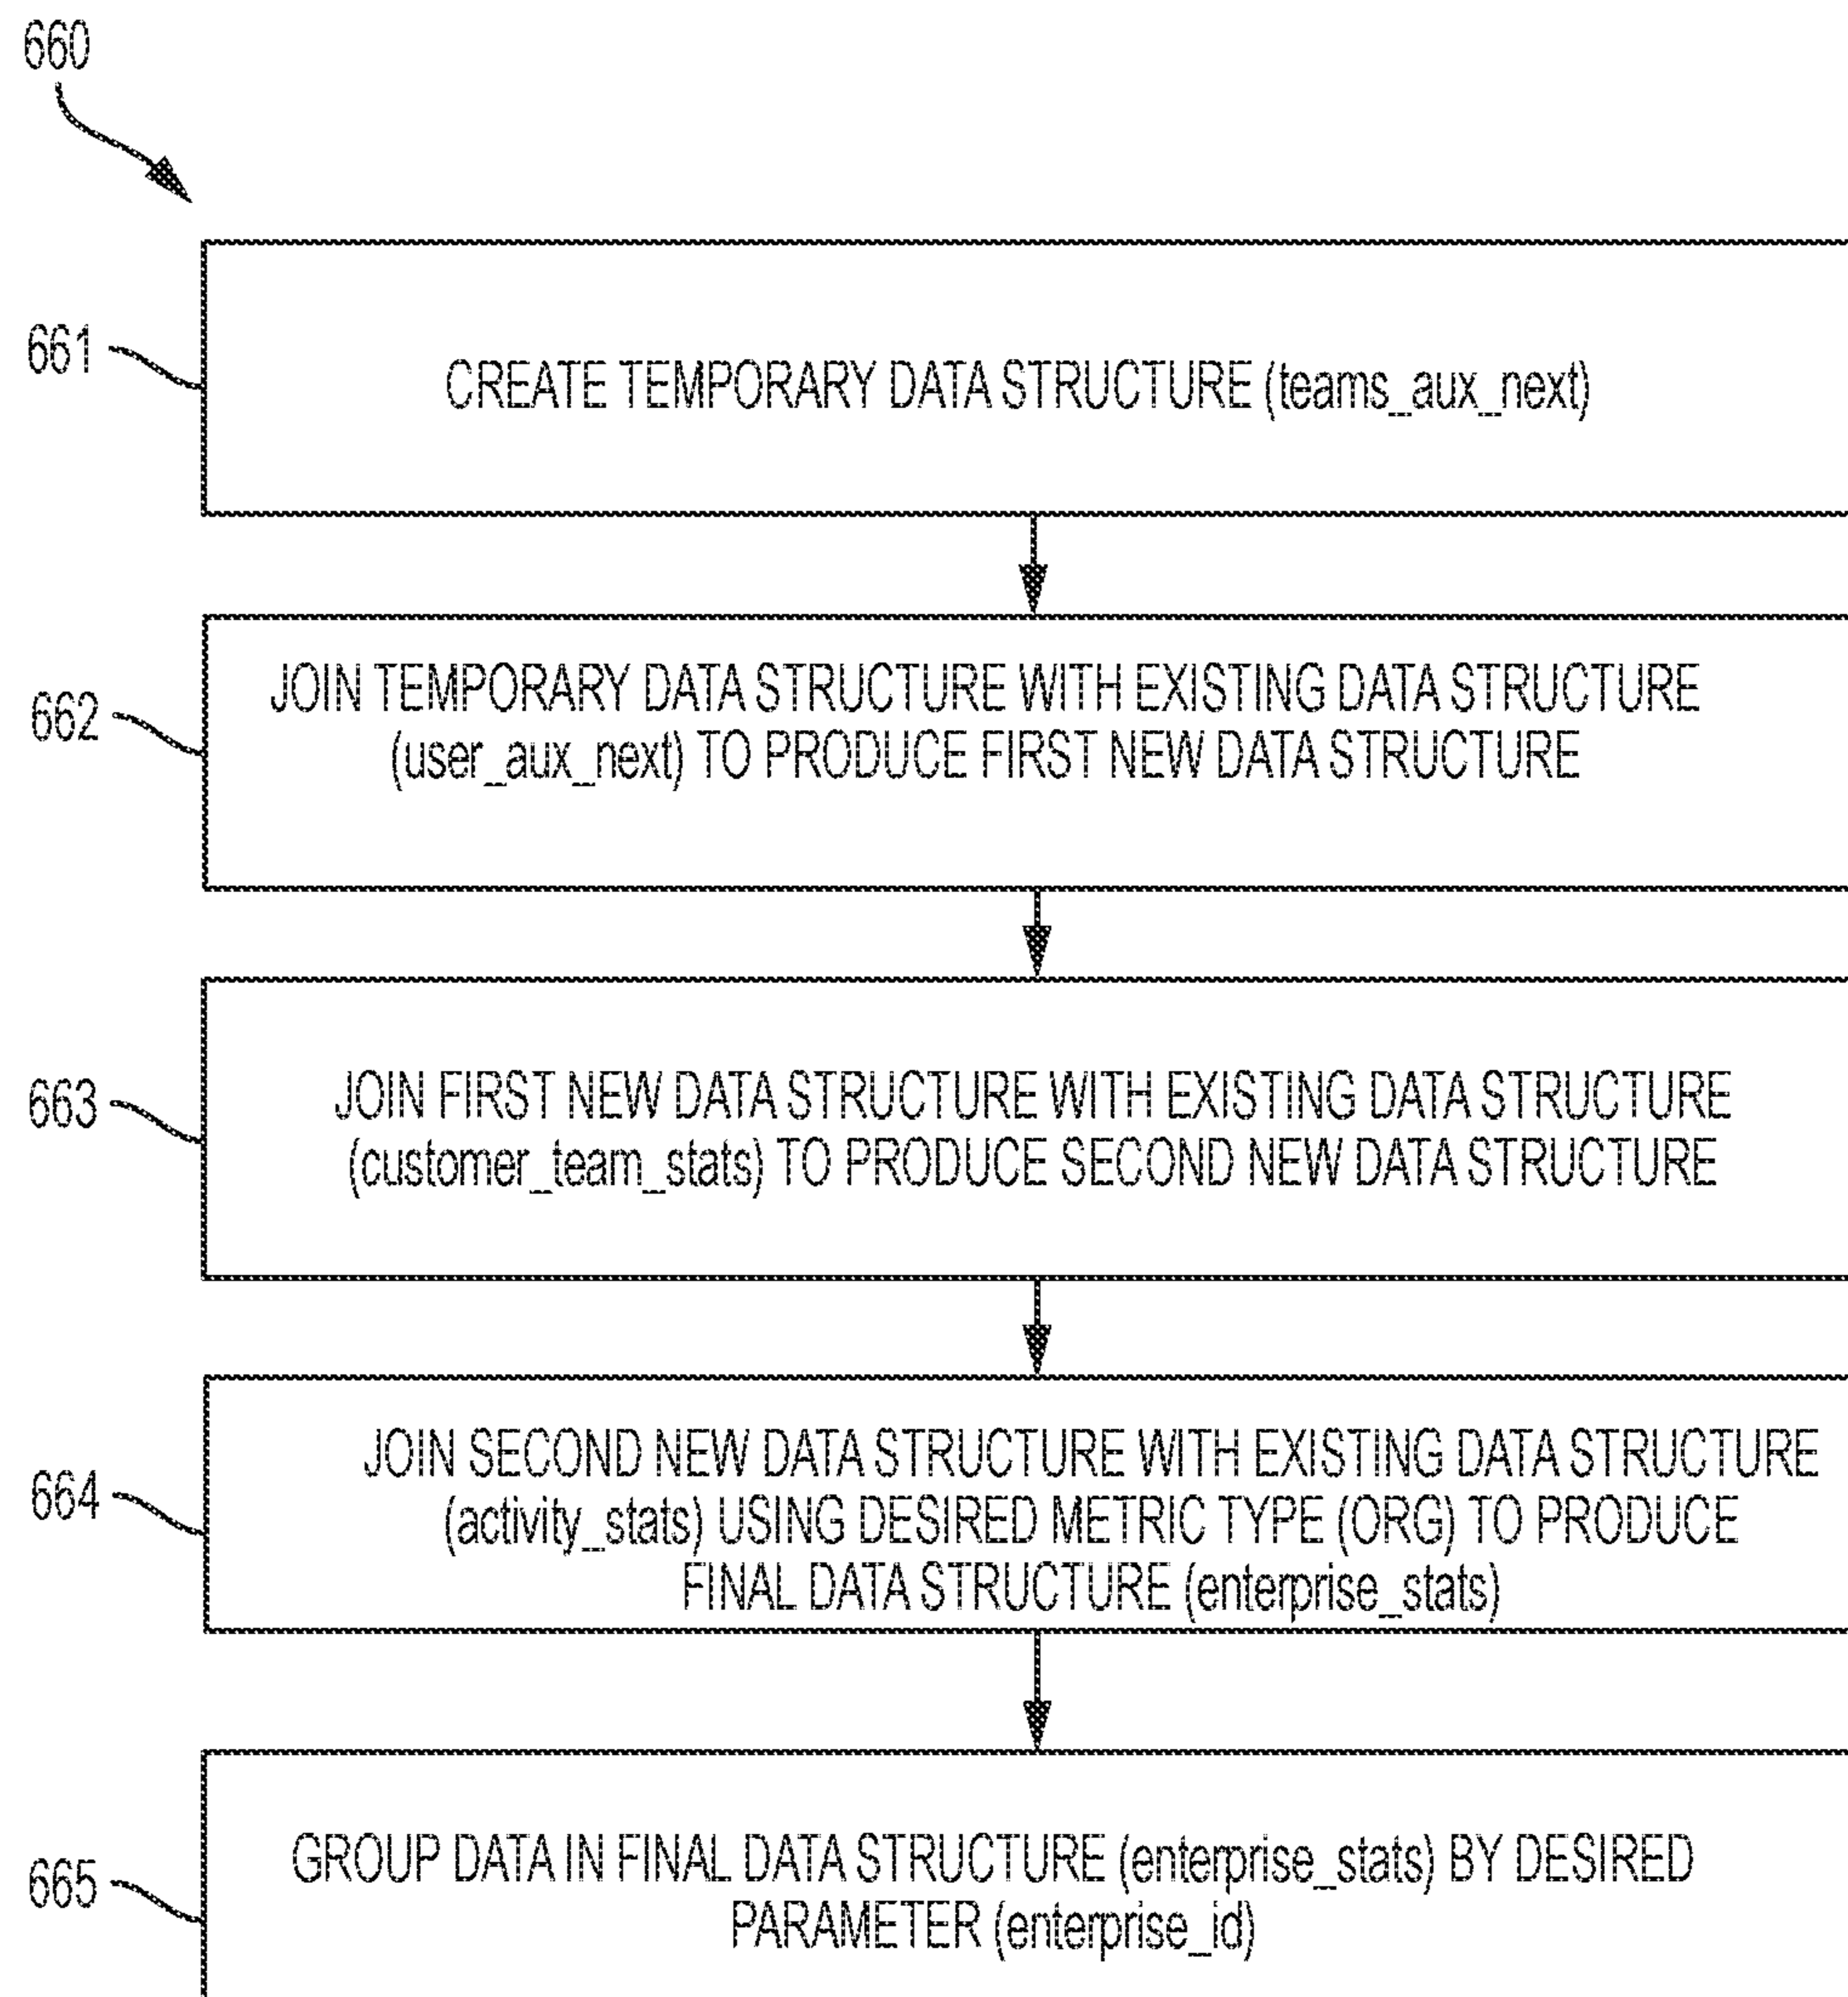 660
661
CREATE TEMPORARY DATA STRUCTURE (teams_aux_next)
662
JOIN TEMPORARY DATA STRUCTURE WITH EXISTING DATA STRUCTURE
(user_aux_next) TO PRODUCE FIRST NEW DATA STRUCTURE
663
JOIN FIRST NEW DATA STRUCTURE WITH EXISTING DATA STRUCTURE
(customer_team_stats) TO PRODUCE SECOND NEW DATA STRUCTURE
664
JOIN SECOND NEW DATA STRUCTURE WITH EXISTING DATA STRUCTURE
(activity_stats) USING DESIRED METRIC TYPE (ORG) TO PRODUCE
FINAL DATA STRUCTURE (enterprise_stats)
665
GROUP DATA IN FINAL DATA STRUCTURE (enterprise_stats) BY DESIRED
PARAMETER (enterprise_id)